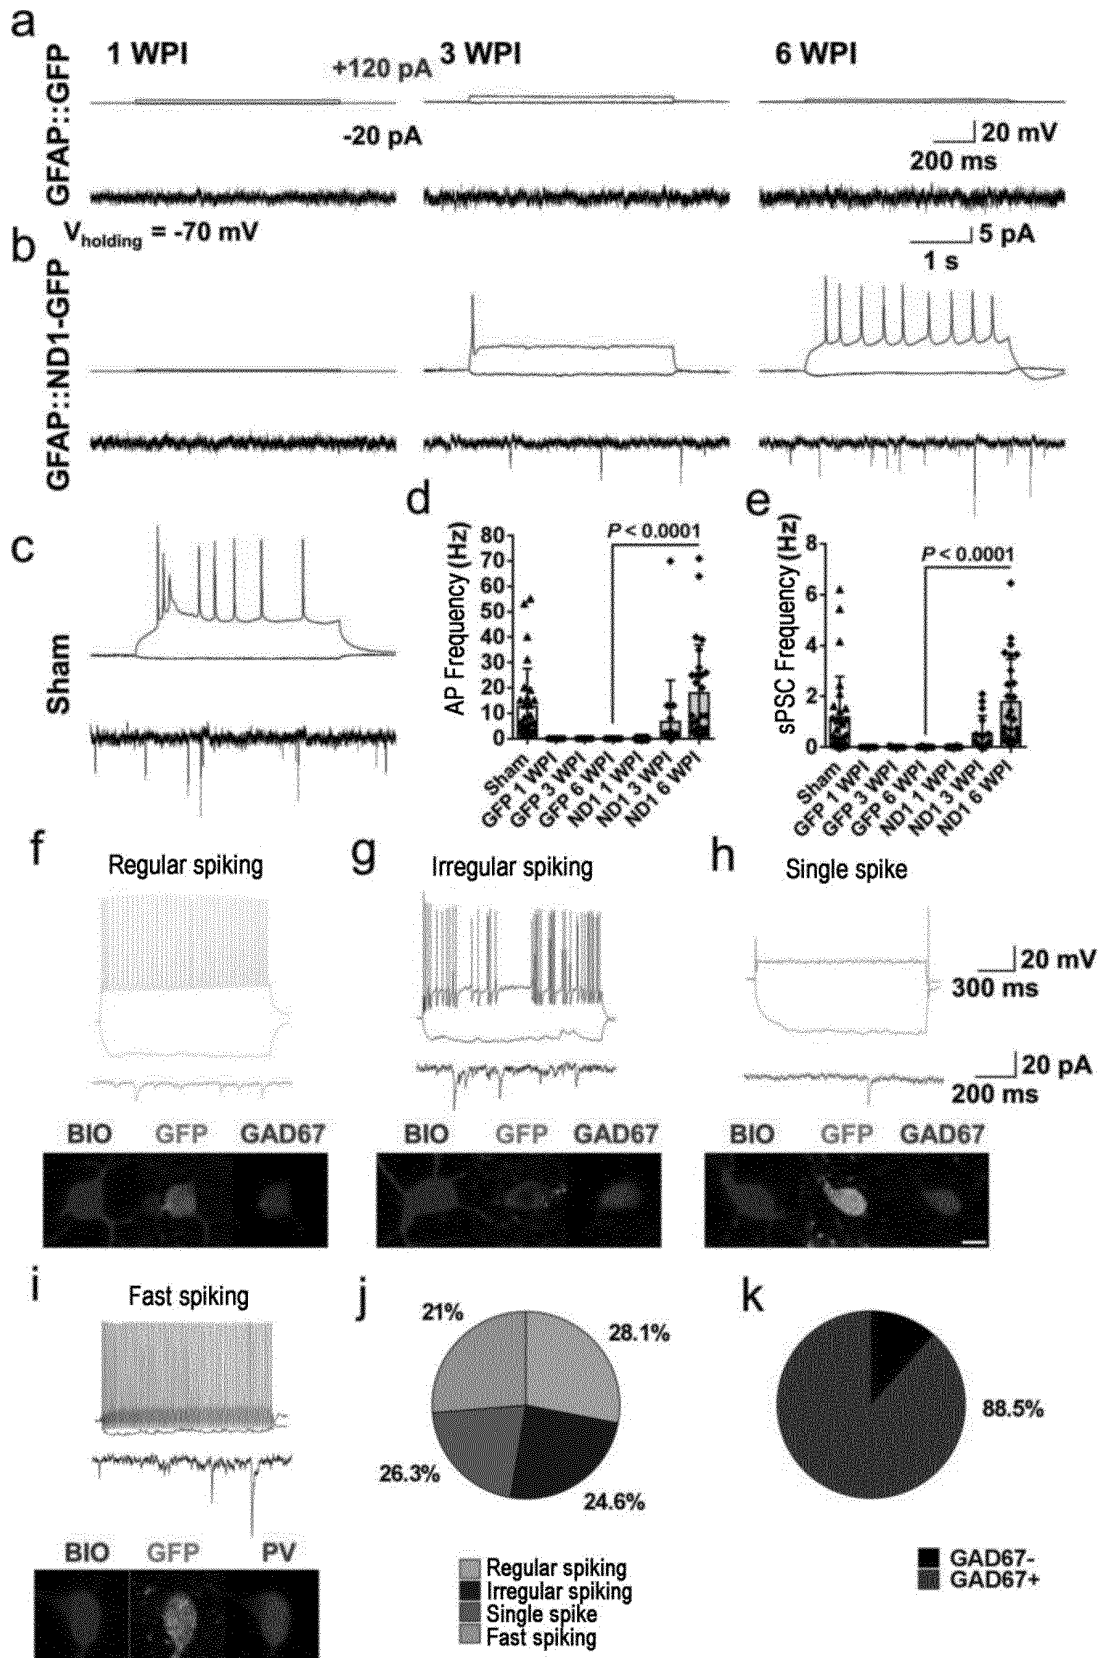 a
1 WPI
3 WPI
6 WPI
GFAP::GFP
+120 pA
-20 pA
20 mV
200 ms
Vholding = -70 mV
5 pA
1 s
b
GFAP::ND1-GFP
c
Sham
d
AP Frequency (Hz)
80
70
60
50
40
30
20
10
0
P < 0.0001
Sham
GFP 1 WPI
GFP 3 WPI
GFP 6 WPI
ND1 1 WPI
ND1 3 WPI
ND1 6 WPI
e
sPSC Frequency (Hz)
8
6
4
2
0
P < 0.0001
Sham
GFP 1 WPI
GFP 3 WPI
GFP 6 WPI
ND1 1 WPI
ND1 3 WPI
ND1 6 WPI
f
Regular spiking
BIO GFP GAD67
g
Irregular spiking
BIO GFP GAD67
h
Single spike
20 mV
300 ms
20 pA
200 ms
BIO GFP GAD67
i
Fast spiking
BIO GFP PV
j
21%
28.1%
26.3%
24.6%
Regular spiking
Irregular spiking
Single spike
Fast spiking
k
88.5%
GAD67-
GAD67+